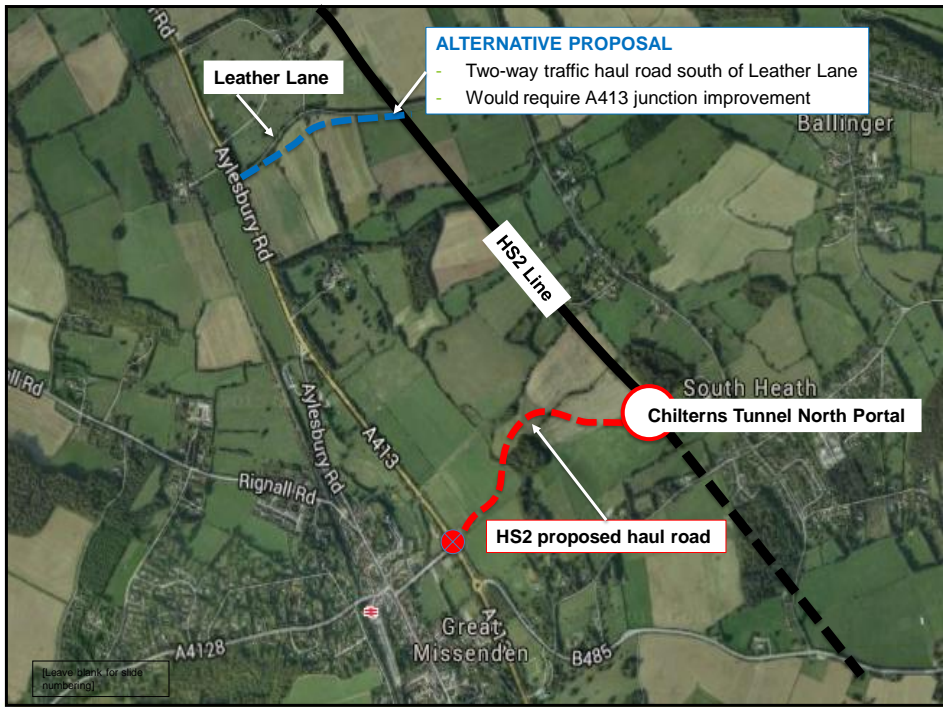 Rd
ALTERNATIVE PROPOSAL
- Two-way traffic haul road south of Leather Lane
- Would require A413 junction improvement
Leather Lane
Ballinger
Aylesbury Rd
HS2 Line
South Heath
Chilterns Tunnel North Portal
Rd
Aylesbury Rd
A413
Rignall Rd
HS2 proposed haul road
Great
Missenden
A4128
B485
[Leave blank for slide
numbering]